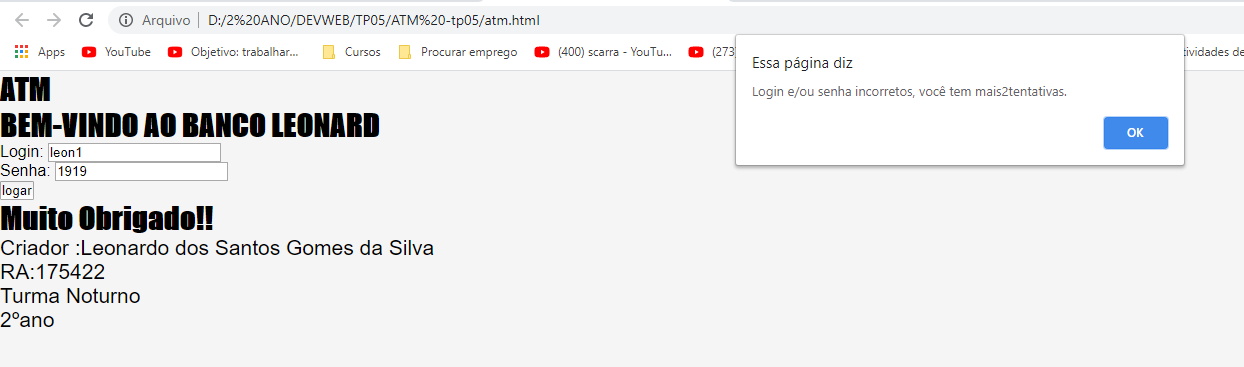 Arquivo | D:/2%20ANO/DEVWEB/TP05/ATM%20-tp05/atm.html
Apps YouTube Objetivo: trabalhar... Cursos Procurar emprego (400) scarra - YouTu... (273) tividades de
Essa página diz
Login e/ou senha incorretos, você tem mais2tentativas.
OK
ATM
BEM-VINDO AO BANCO LEONARD
Login: leon1
Senha: 1919
logar
Muito Obrigado!!
Criador :Leonardo dos Santos Gomes da Silva
RA:175422
Turma Noturno
2ºano